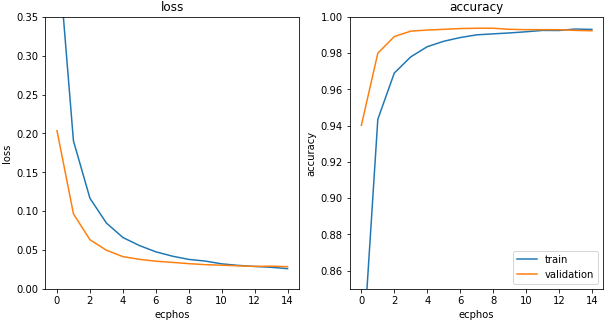 loss
0.35
0.30
0.25
0.20
0.15
0.10
0.05
0.00
loss
0 2 4 6 8 10 12 14
ecphos
accuracy
1.00
0.98
0.96
0.94
0.92
0.90
0.88
0.86
accuracy
0 2 4 6 8 10 12 14
ecphos
train
validation